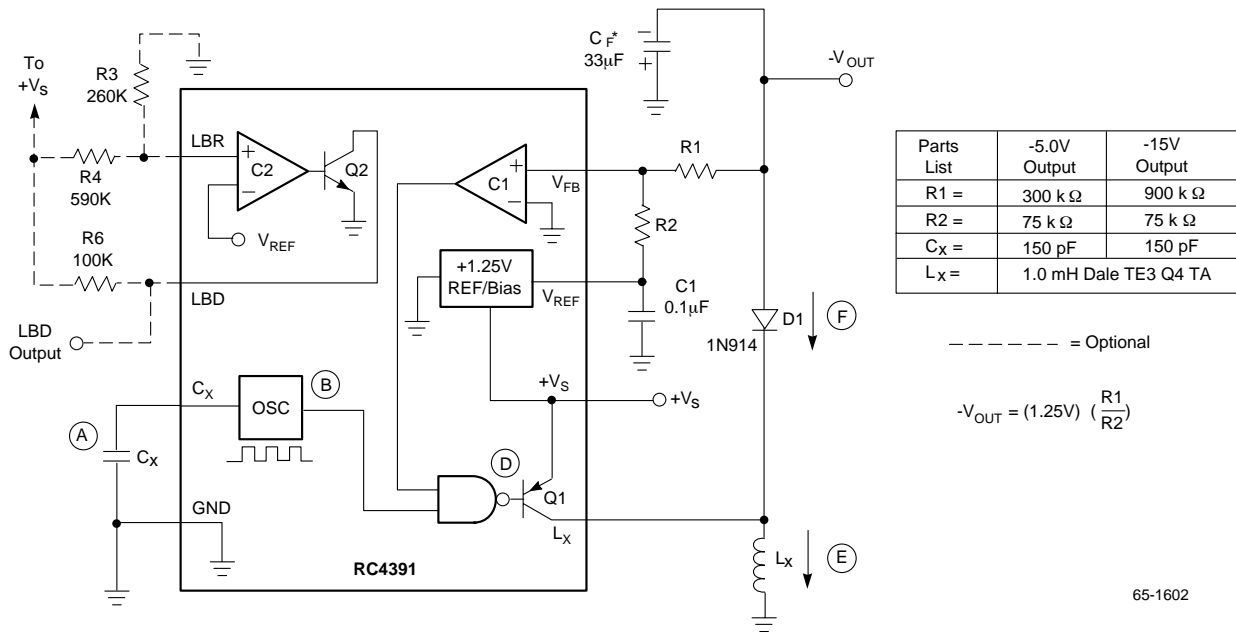 To
+VS
R3
260K
R4
590K
R6
100K
LBD
Output
LBR
+
C2
−
VREF
Q2
LBD
CX
OSC
B
A
CX
GND
RC4391
C1
+
−
VFB
+1.25V
REF/Bias
VREF
+VS
+VS
D
Q1
LX
CF*
33µF
−
+
-VOUT
R1
R2
C1
0.1µF
D1
1N914
F
LX
E
Parts List | -5.0V Output | -15V Output
R1 = | 300 k Ω | 900 k Ω
R2 = | 75 k Ω | 75 k Ω
CX = | 150 pF | 150 pF
LX = | 1.0 mH Dale TE3 Q4 TA
= Optional
-VOUT = (1.25V) (R1/R2)
65-1602